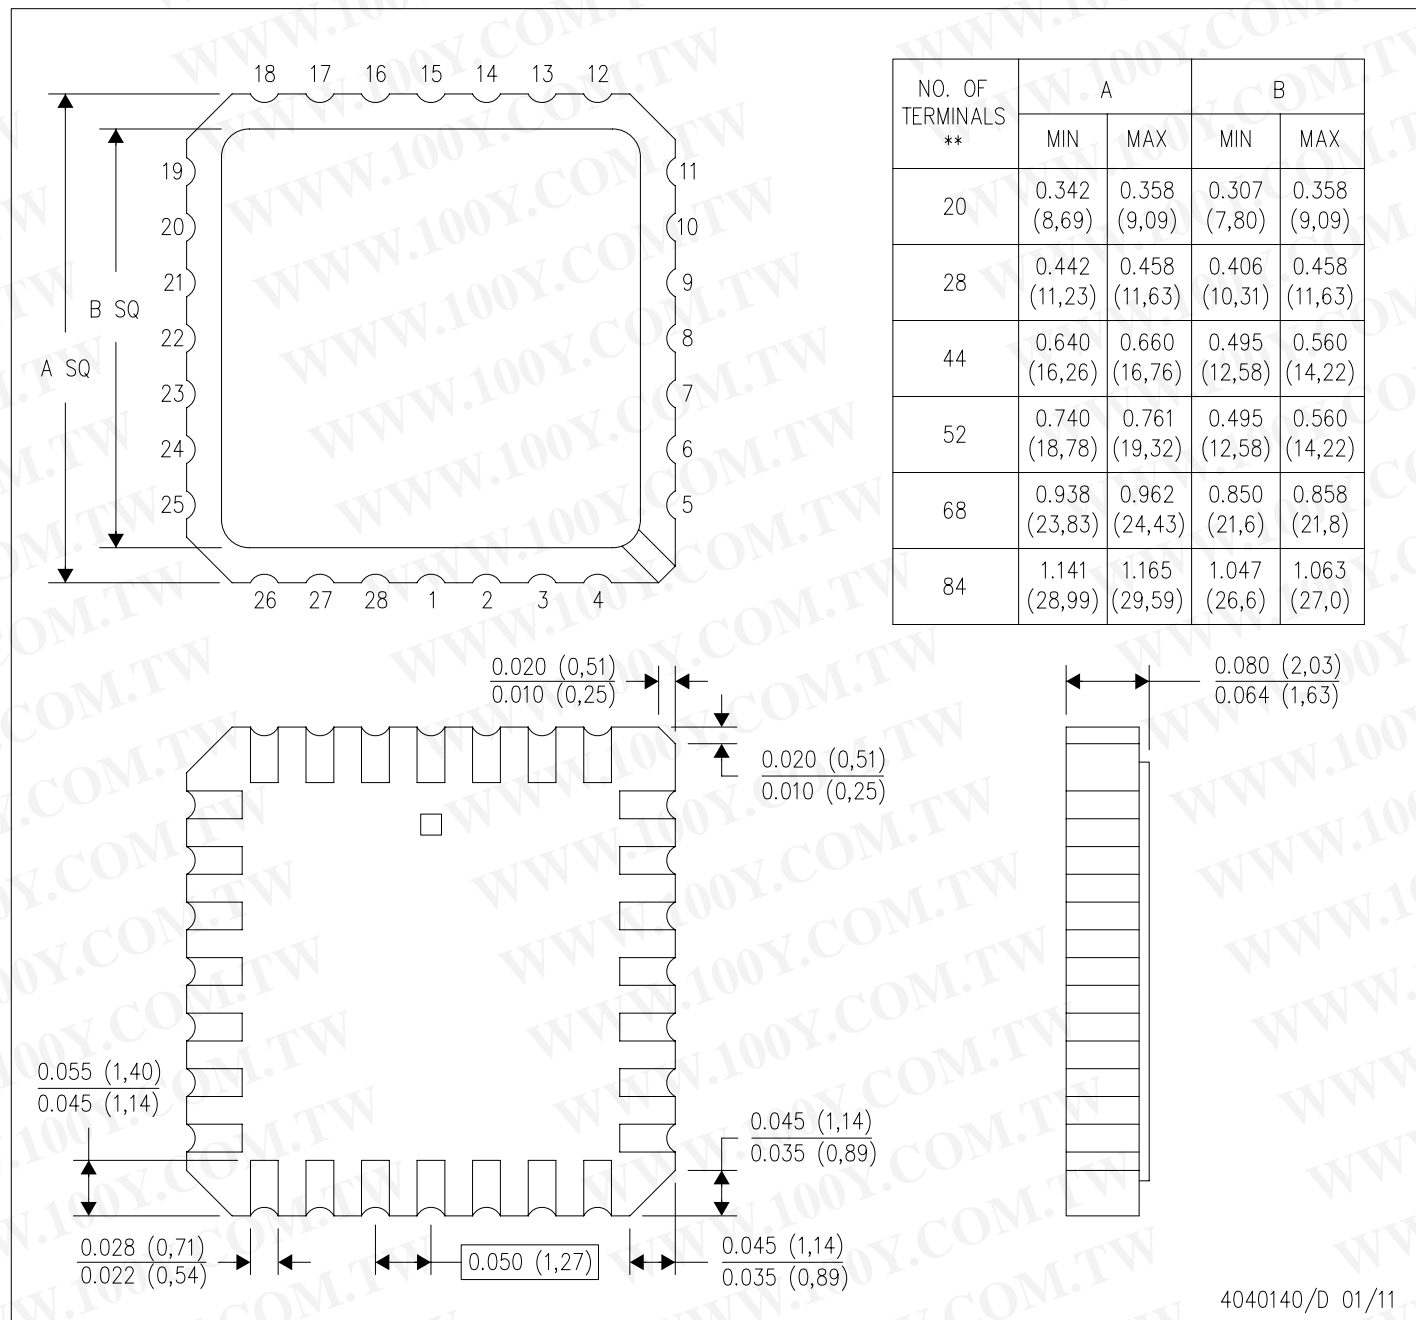 18 17 16 15 14 13 12
19
20
21
22
23
24
25
11
10
9
8
7
6
5
B SQ
A SQ
26 27 28 1 2 3 4
NO. OF TERMINALS ** A B
MIN MAX MIN MAX
20 0.342 (8,69) 0.358 (9,09) 0.307 (7,80) 0.358 (9,09)
28 0.442 (11,23) 0.458 (11,63) 0.406 (10,31) 0.458 (11,63)
44 0.640 (16,26) 0.660 (16,76) 0.495 (12,58) 0.560 (14,22)
52 0.740 (18,78) 0.761 (19,32) 0.495 (12,58) 0.560 (14,22)
68 0.938 (23,83) 0.962 (24,43) 0.850 (21,6) 0.858 (21,8)
84 1.141 (28,99) 1.165 (29,59) 1.047 (26,6) 1.063 (27,0)
0.020 (0,51)
0.010 (0,25)
0.020 (0,51)
0.010 (0,25)
0.080 (2,03)
0.064 (1,63)
0.055 (1,40)
0.045 (1,14)
0.045 (1,14)
0.035 (0,89)
0.028 (0,71)
0.022 (0,54)
0.050 (1,27)
0.045 (1,14)
0.035 (0,89)
4040140/D 01/11
WWW.100Y.COM.TW